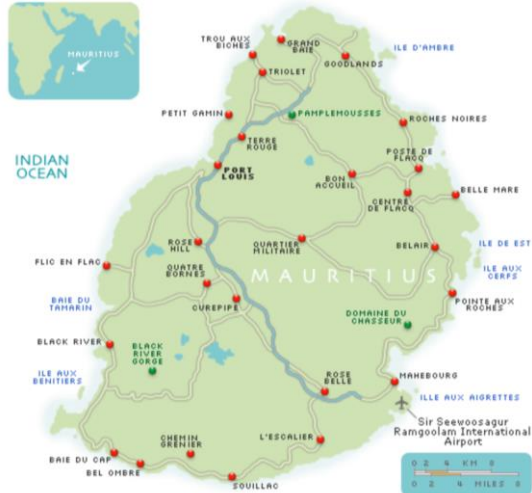 MAURITIUS
TROU AUX
BICHES
GRAND
BAIE
GOODLANDS
ILE D'AMBRE
TRIOLET
PETIT GAMIN
PAMPLEMOUSSES
ROCHES NOIRES
TERRE
ROUGE
INDIAN
OCEAN
PORT
LOUIS
POSTE DE
FLACQ
BON
ACCUEIL
CENTRE
DE FLACQ
BELLE MARE
ROSE
HILL
QUARTIER
MILITAIRE
BELAIR
ILE DE EST
FLIC EN FLAC
QUATRE
BORNES
MAURITIUS
ILE AUX
CERFS
BAIE DU
TAMARIN
CUREPIPE
POINTE AUX
ROCHES
DOMAINE DU
CHASSEUR
BLACK RIVER
BLACK
RIVER
GORGE
ILE AUX
BENITIERS
ROSE
BELLE
MAHEBOURG
ILLE AUX AIGRETTES
Sir Seewoosagur
Ramgoolam International
Airport
CHEMIN
GRENIER
L'ESCALIER
BAIE DU CAP
BEL OMBRE
SOUILLAC
0 2 4 KM 8
0 2 4 MILES 8